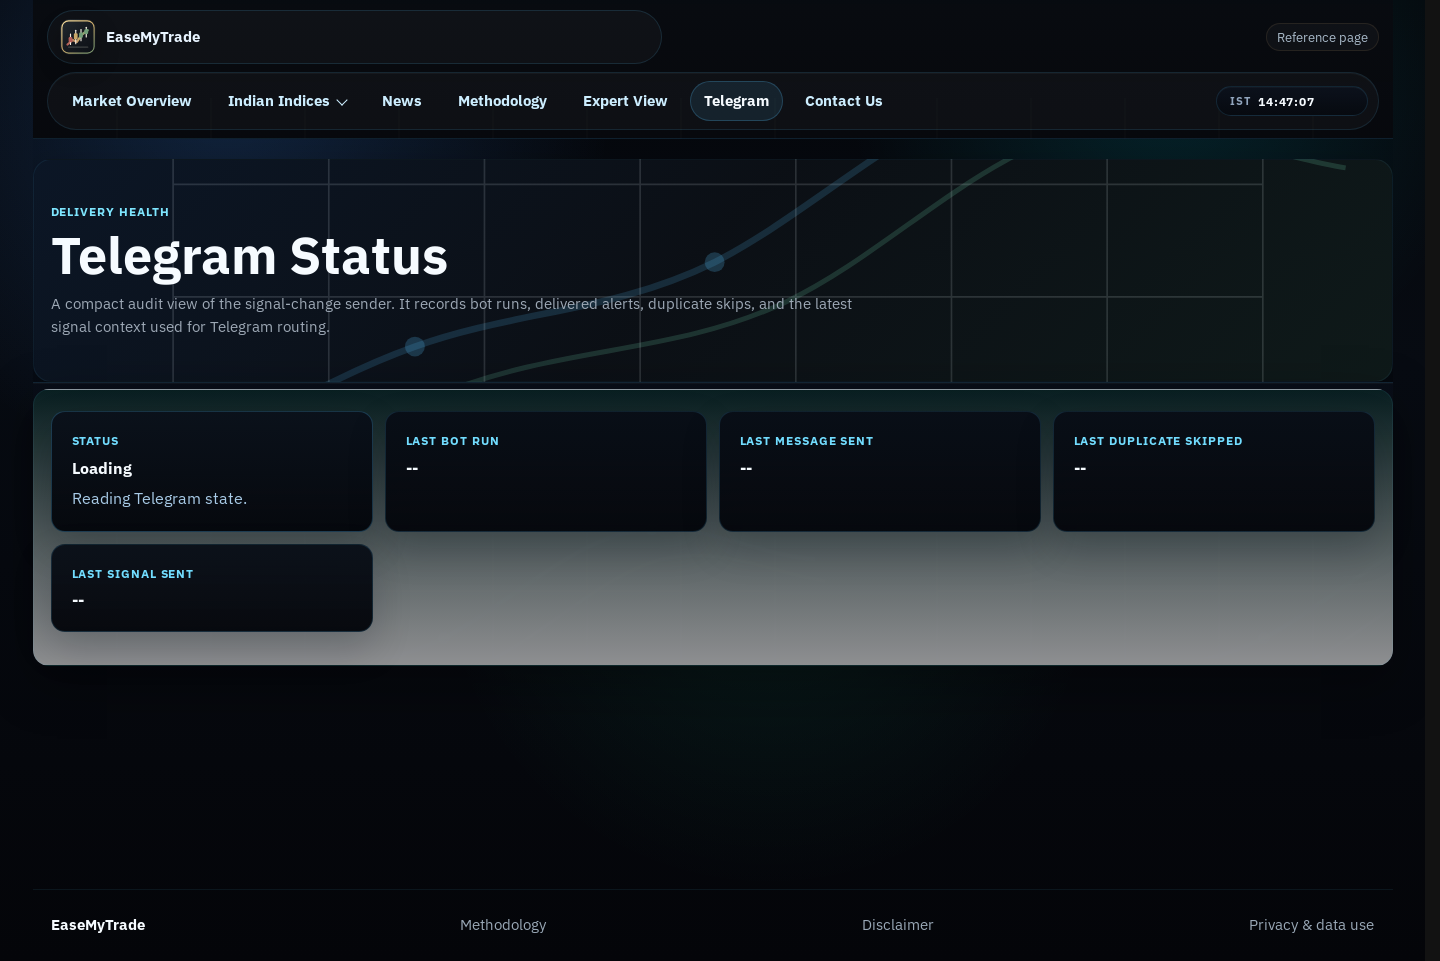 EaseMyTrade
Reference page
Market Overview
Indian Indices
News
Methodology
Expert View
Telegram
Contact Us
IST 14:47:07
DELIVERY HEALTH
Telegram Status
A compact audit view of the signal-change sender. It records bot runs, delivered alerts, duplicate skips, and the latest
signal context used for Telegram routing.
STATUS
Loading
Reading Telegram state.
LAST BOT RUN
--
LAST MESSAGE SENT
--
LAST DUPLICATE SKIPPED
--
LAST SIGNAL SENT
--
EaseMyTrade
Methodology
Disclaimer
Privacy & data use